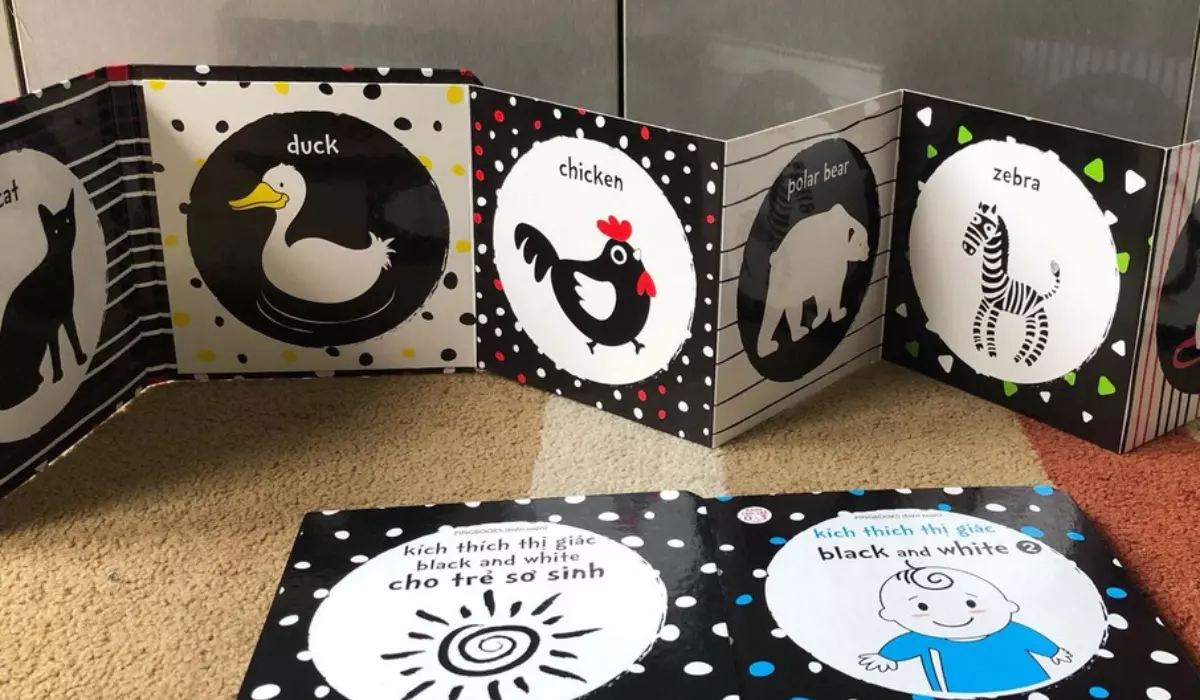 cat
duck
chicken
polar bear
zebra
kích thích thị giác
black and white
cho trẻ sơ sinh
kích thích thị giác
black and white 2